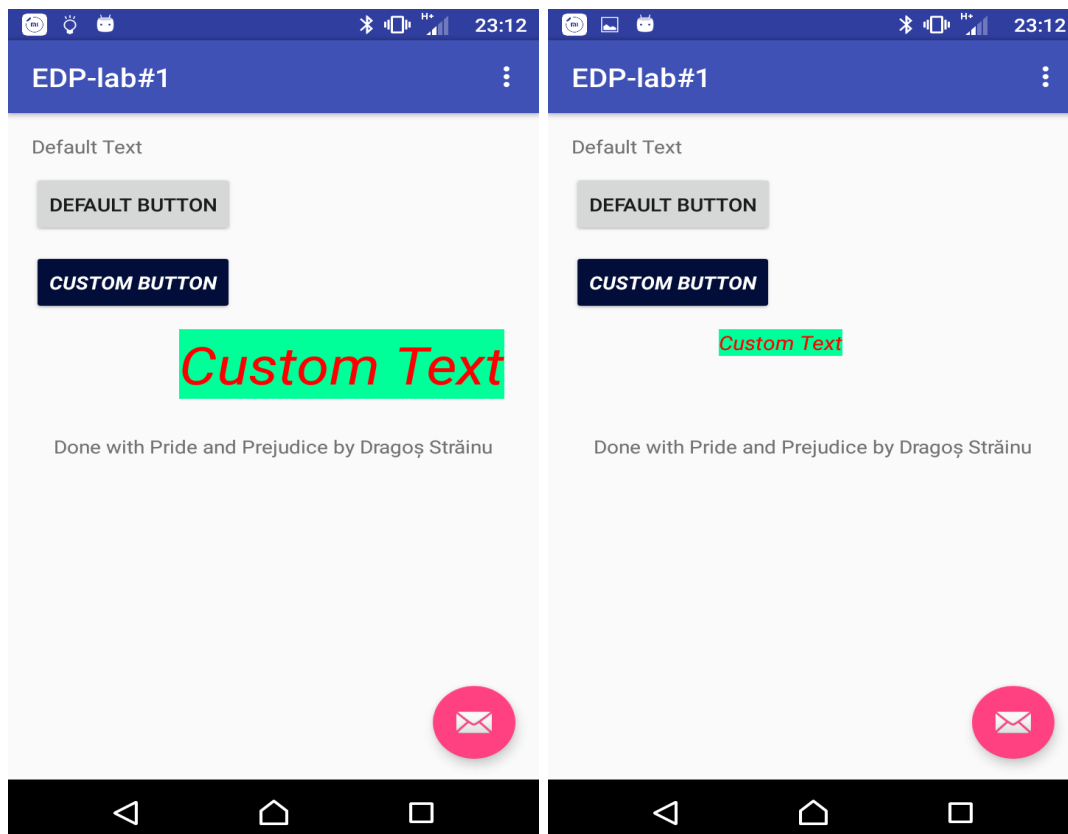 H+ 23:12
EDP-lab#1
Default Text
DEFAULT BUTTON
CUSTOM BUTTON
Custom Text
Done with Pride and Prejudice by Dragoș Străinu
H+ 23:12
EDP-lab#1
Default Text
DEFAULT BUTTON
CUSTOM BUTTON
Custom Text
Done with Pride and Prejudice by Dragoș Străinu